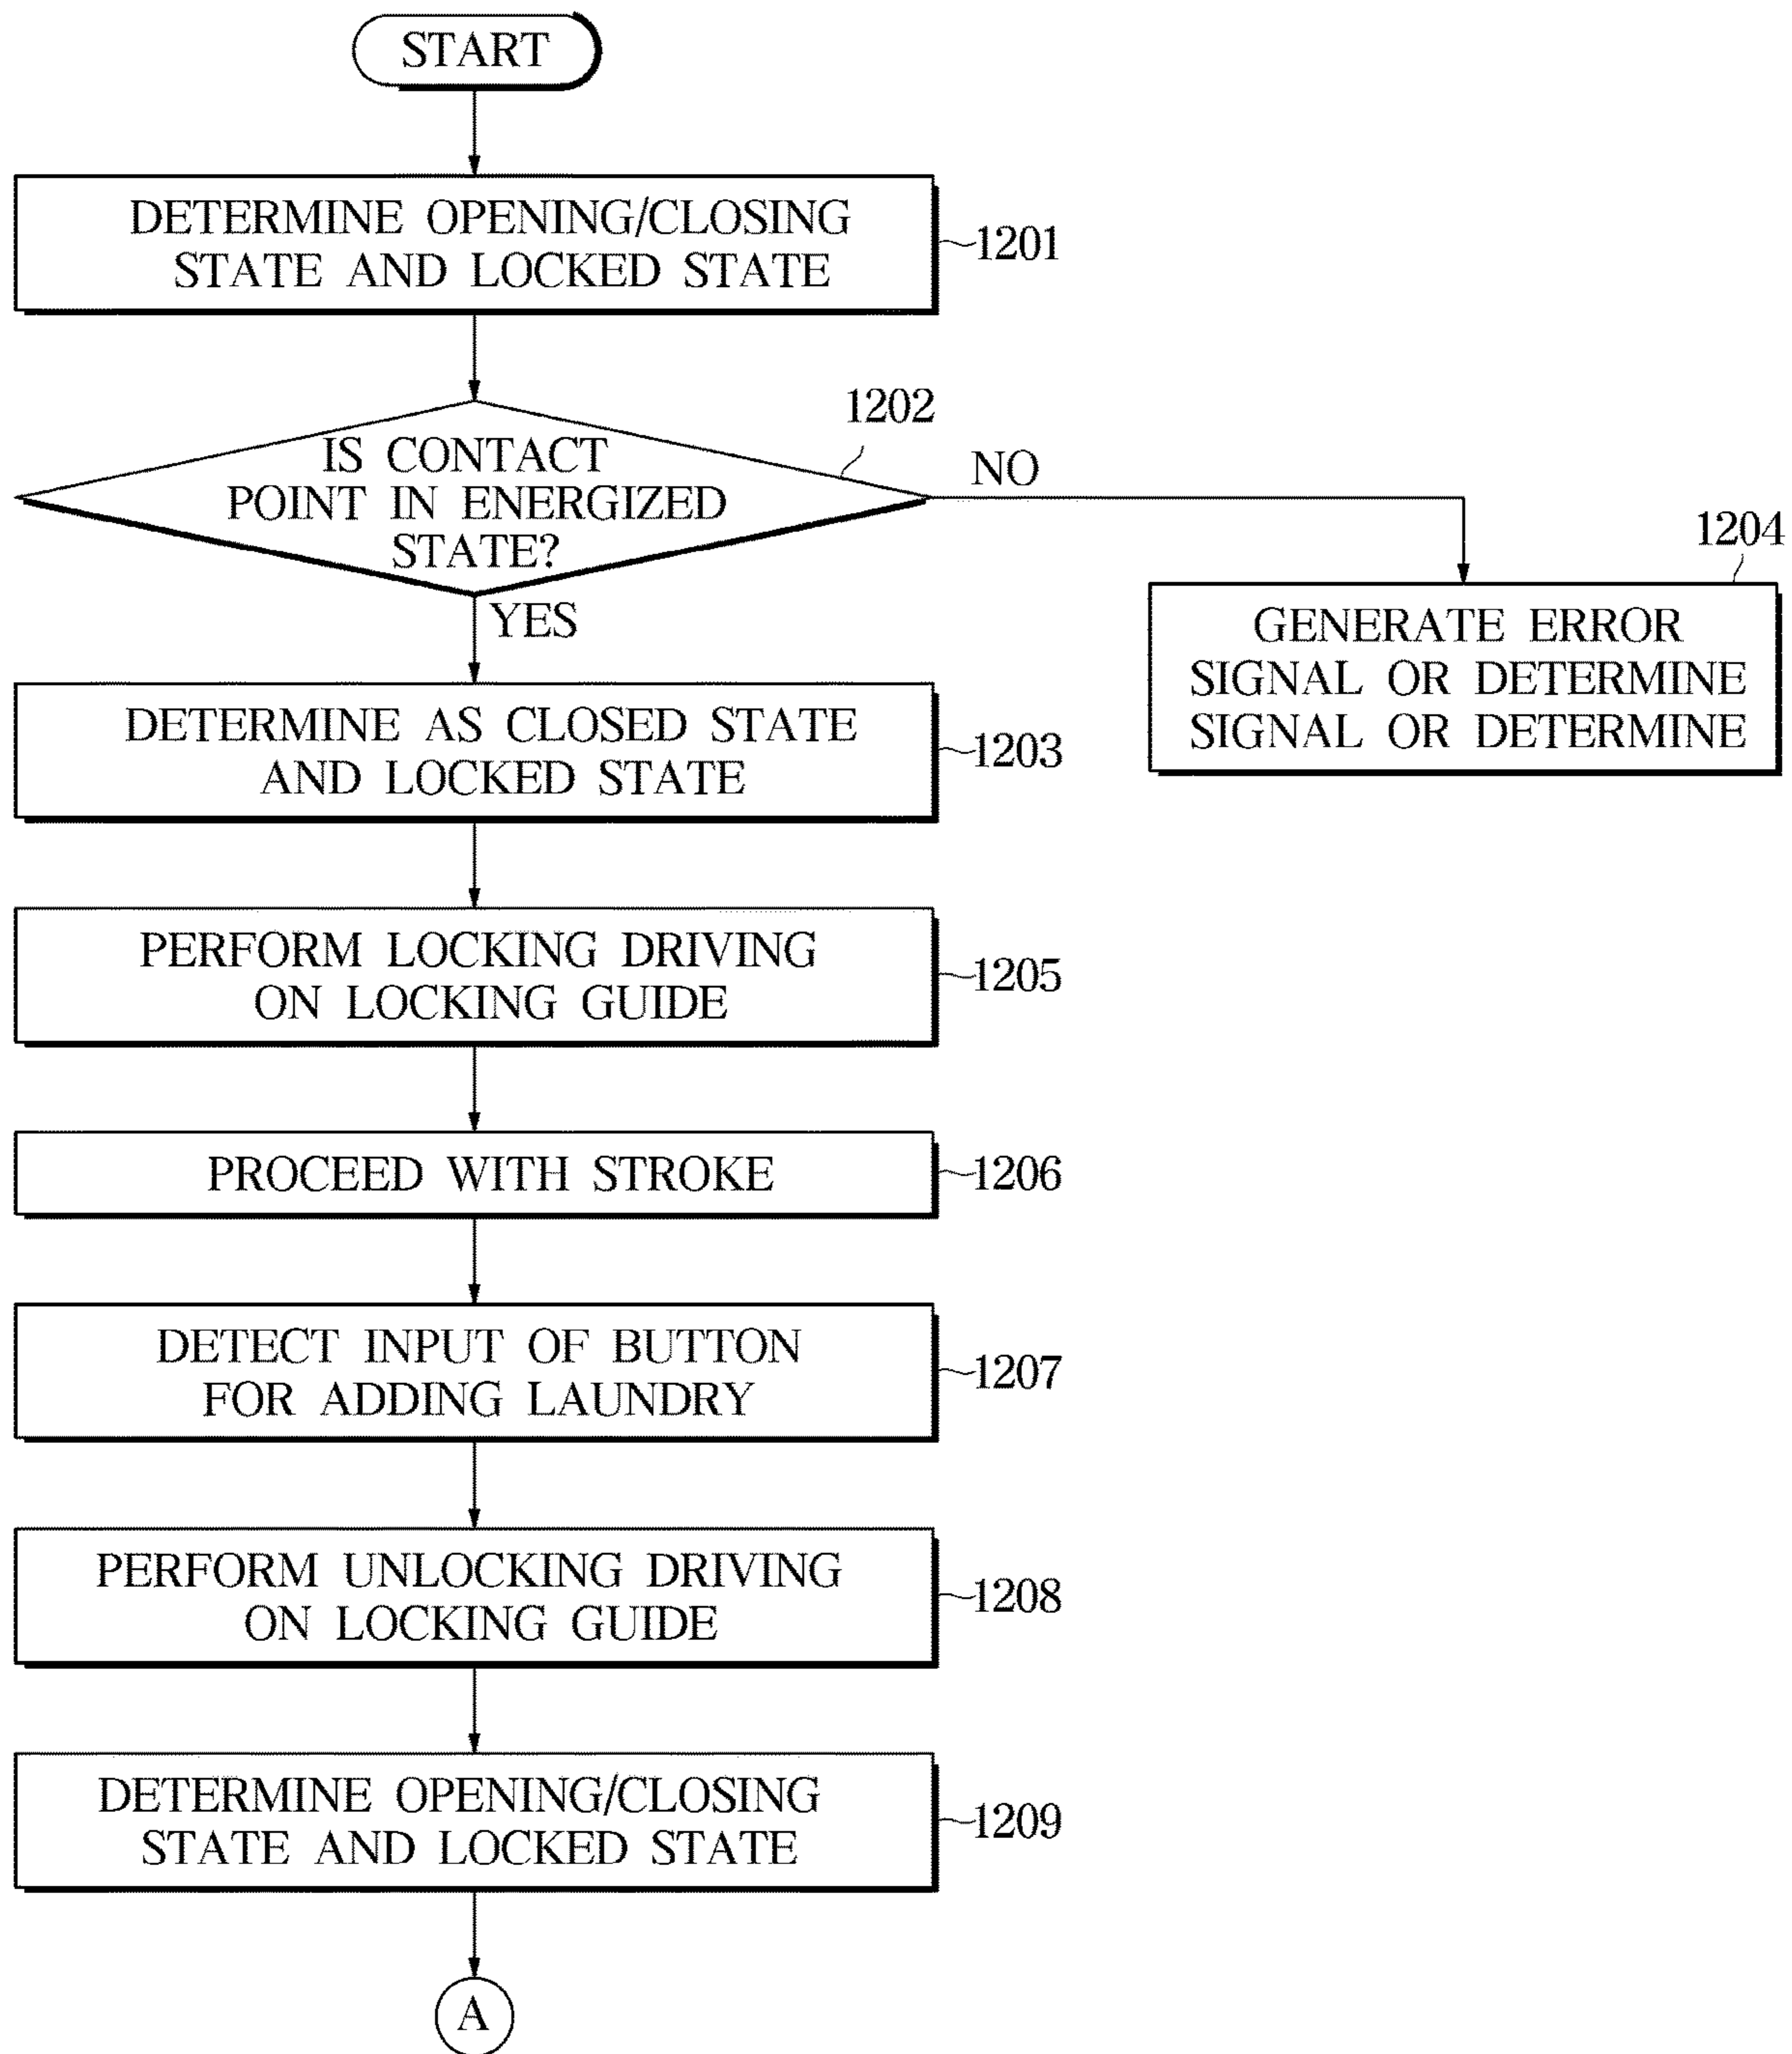 START
DETERMINE OPENING/CLOSING
STATE AND LOCKED STATE
1201
1202
IS CONTACT
POINT IN ENERGIZED
STATE?
NO
YES
1204
GENERATE ERROR
SIGNAL OR DETERMINE
SIGNAL OR DETERMINE
DETERMINE AS CLOSED STATE
AND LOCKED STATE
1203
PERFORM LOCKING DRIVING
ON LOCKING GUIDE
1205
PROCEED WITH STROKE
1206
DETECT INPUT OF BUTTON
FOR ADDING LAUNDRY
1207
PERFORM UNLOCKING DRIVING
ON LOCKING GUIDE
1208
DETERMINE OPENING/CLOSING
STATE AND LOCKED STATE
1209
A